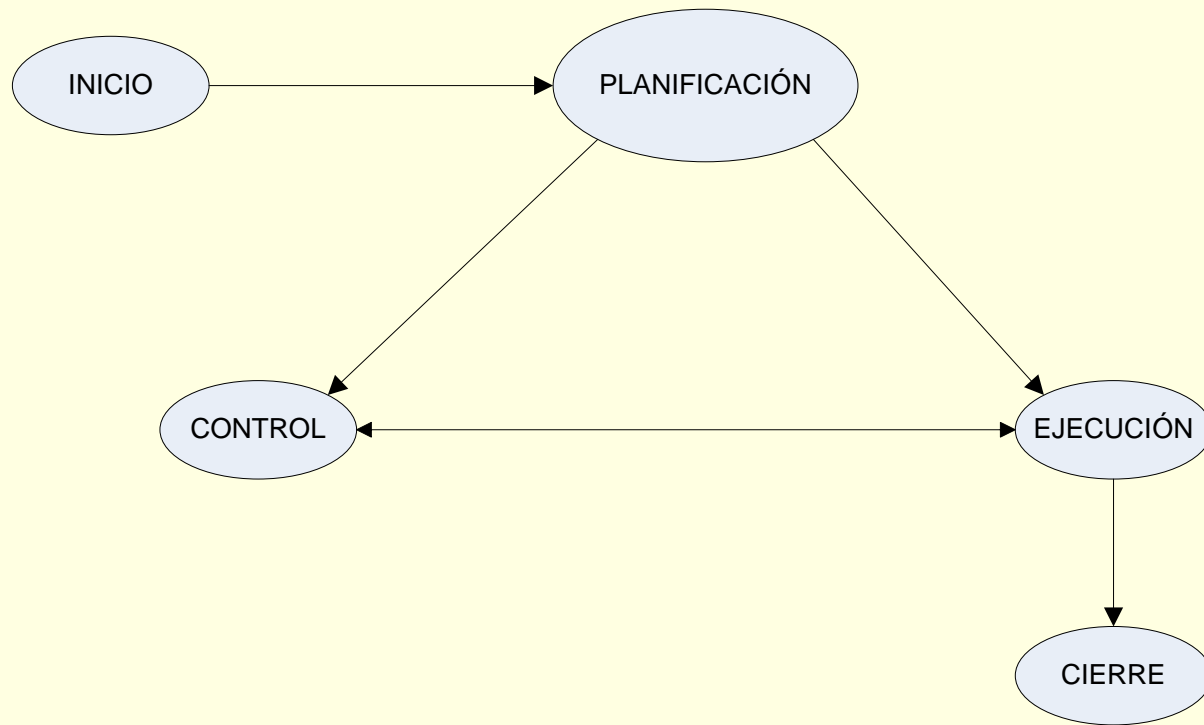 INICIO
PLANIFICACIÓN
CONTROL
EJECUCIÓN
CIERRE